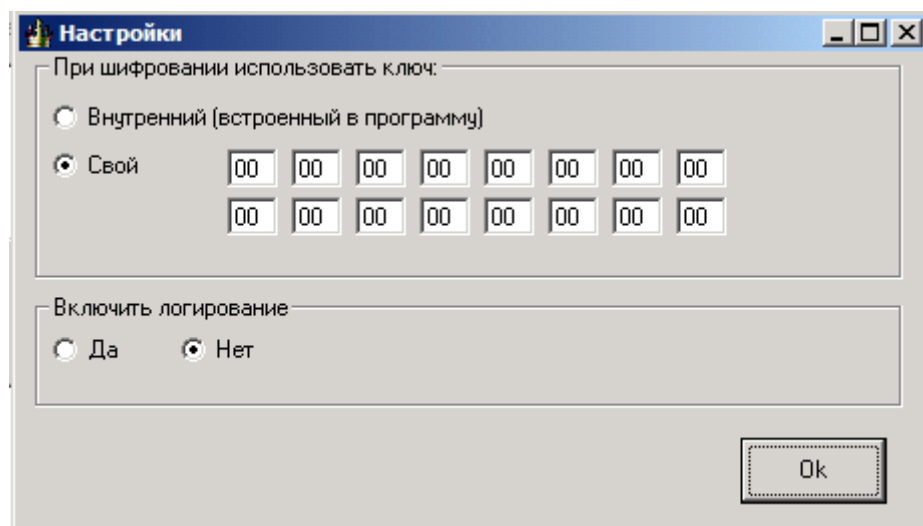 Настройки
При шифровании использовать ключ:
Внутренний (встроенный в программу)
Свой 00 00 00 00 00 00 00 00
00 00 00 00 00 00 00 00
Включить логирование
Да Нет
Ok